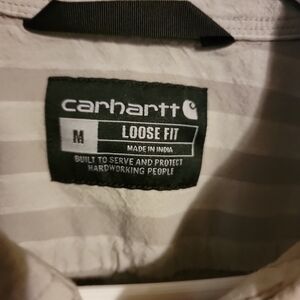 carhartt
M
LOOSE FIT
MADE IN INDIA
BUILT TO SERVE AND PROTECT
HARDWORKING PEOPLE